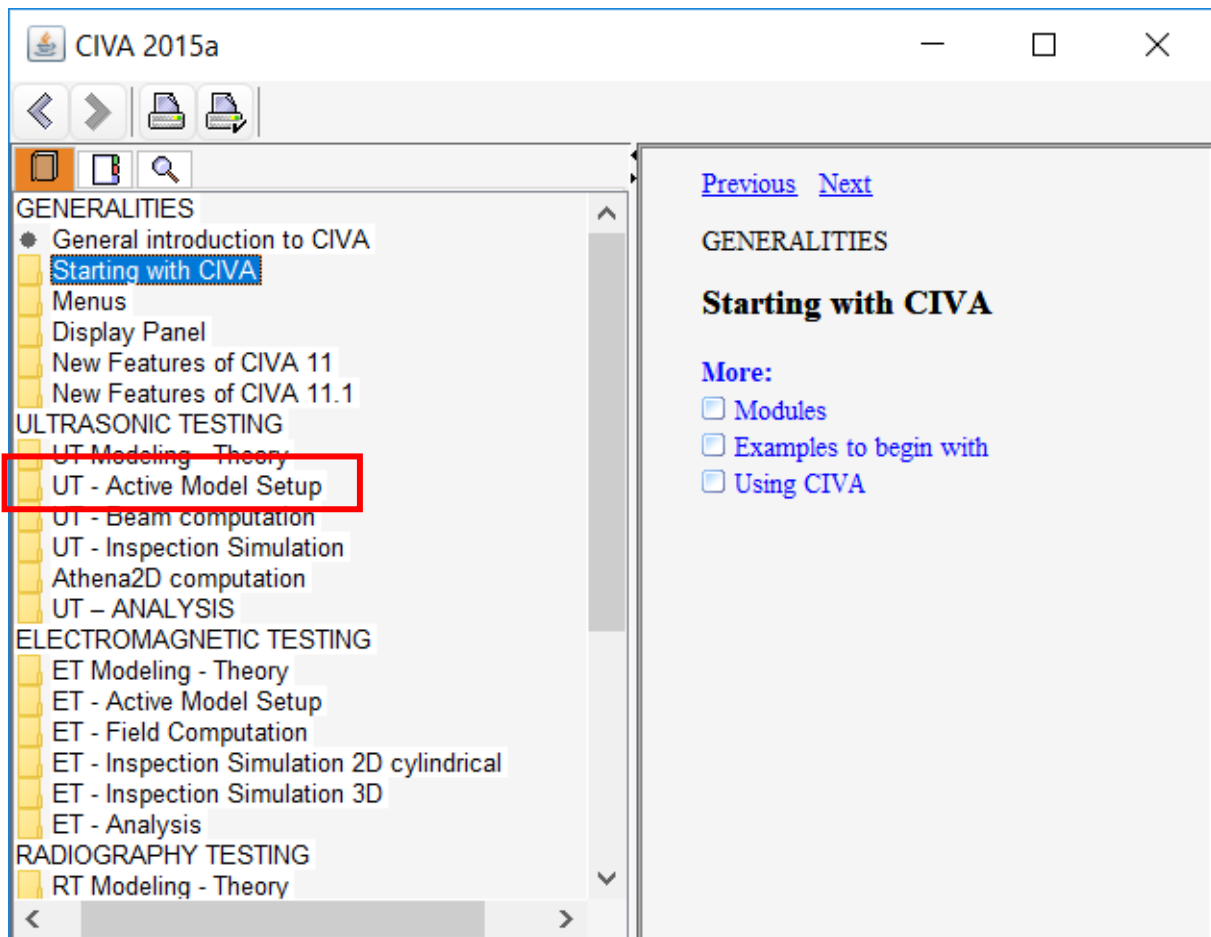 CIVA 2015a
GENERALITIES
General introduction to CIVA
Starting with CIVA
Menus
Display Panel
New Features of CIVA 11
New Features of CIVA 11.1
ULTRASONIC TESTING
UT Modeling - Theory
UT - Active Model Setup
UT - Beam computation
UT - Inspection Simulation
Athena2D computation
UT – ANALYSIS
ELECTROMAGNETIC TESTING
ET Modeling - Theory
ET - Active Model Setup
ET - Field Computation
ET - Inspection Simulation 2D cylindrical
ET - Inspection Simulation 3D
ET - Analysis
RADIOGRAPHY TESTING
RT Modeling - Theory
Previous Next
GENERALITIES
Starting with CIVA
More:
Modules
Examples to begin with
Using CIVA